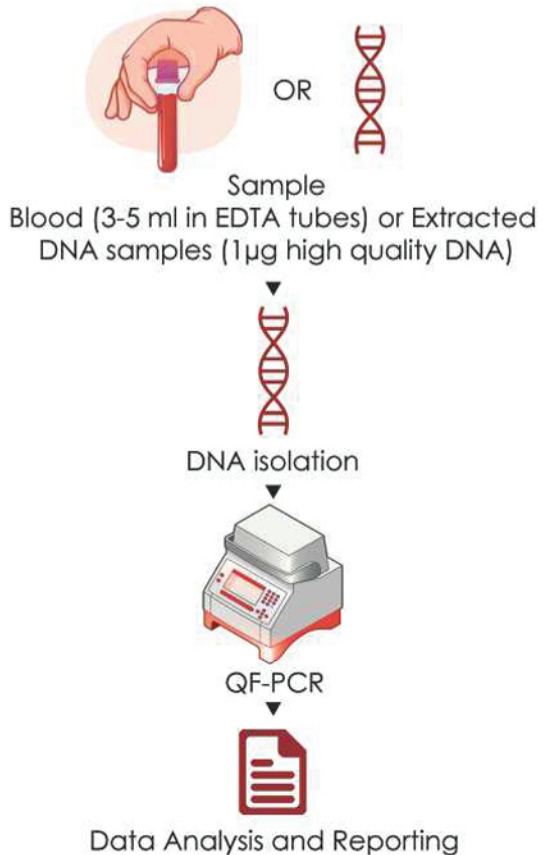 OR
Sample
Blood (3-5 ml in EDTA tubes) or Extracted
DNA samples (1µg high quality DNA)
DNA isolation
QF-PCR
Data Analysis and Reporting